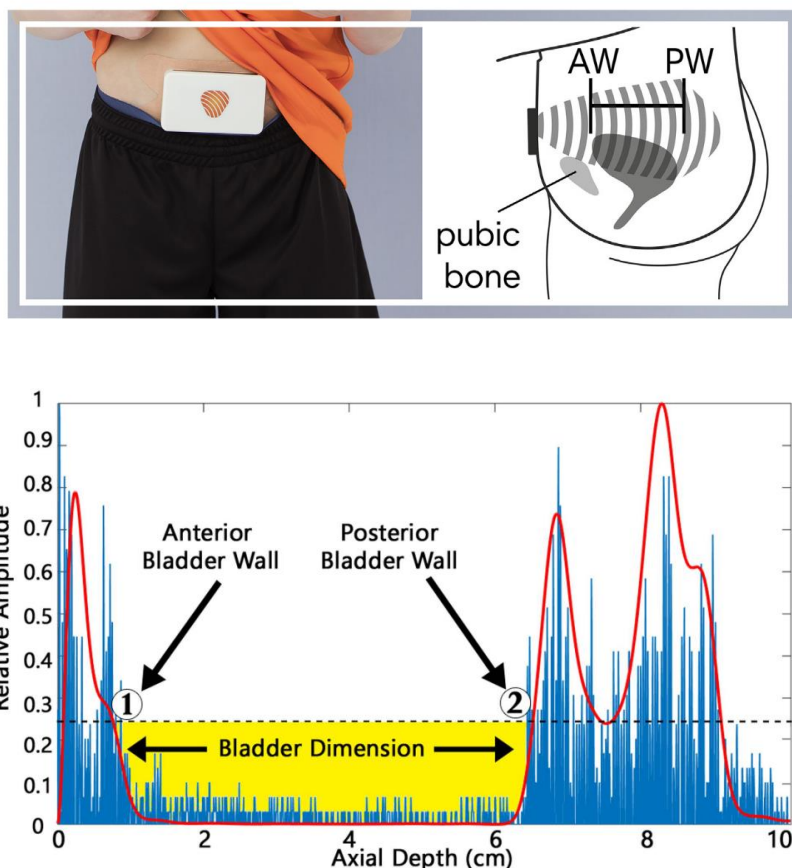 AW PW
pubic
bone
1
0.9
0.8
0.7
0.6
0.5
0.4
0.3
0.2
0.1
0
Relative Amplitude
Anterior
Bladder Wall
Posterior
Bladder Wall
1
2
Bladder Dimension
0 2 4 6 8 10
Axial Depth (cm)